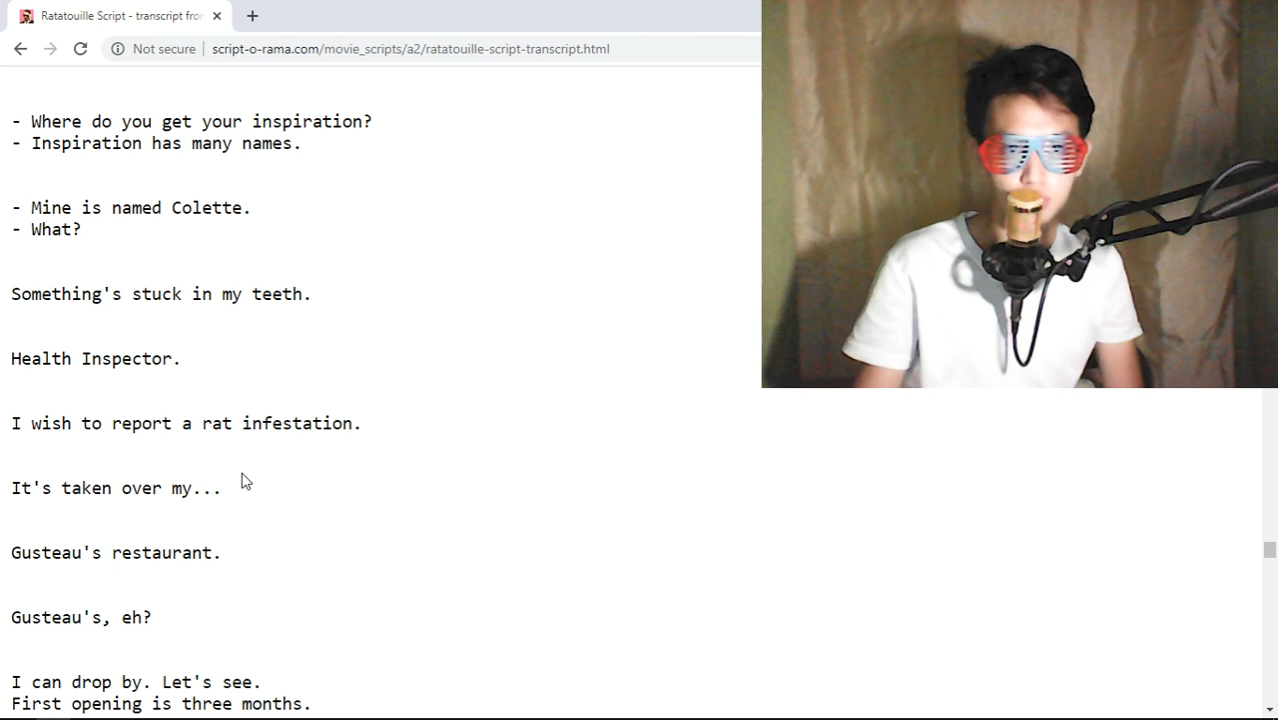 Ratatouille Script - transcript fro
Not secure
script-o-rama.com/movie_scripts/a2/ratatouille-script-transcript.html
- Where do you get your inspiration?
- Inspiration has many names.
- Mine is named Colette.
- What?
Something's stuck in my teeth.
Health Inspector.
I wish to report a rat infestation.
It's taken over my...
Gusteau's restaurant.
Gusteau's, eh?
I can drop by. Let's see.
First opening is three months.